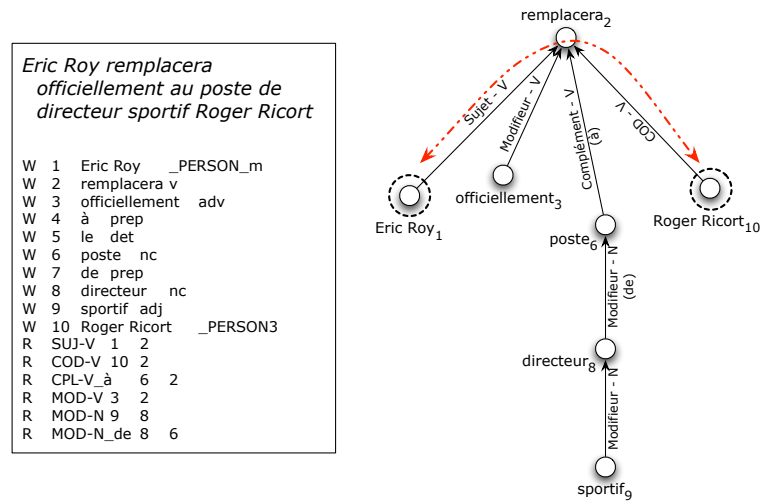 Eric Roy remplacera
officiellement au poste de
directeur sportif Roger Ricort
W 1 Eric Roy _PERSON_m
W 2 remplacera v
W 3 officiellement adv
W 4 à prep
W 5 le det
W 6 poste nc
W 7 de prep
W 8 directeur nc
W 9 sportif adj
W 10 Roger Ricort _PERSON3
R SUJ-V 1 2
R COD-V 10 2
R CPL-V_à 6 2
R MOD-V 3 2
R MOD-N 9 8
R MOD-N_de 8 6
remplacera2
Sujet - V
Modifieur - V
Complément - V
(à)
COD - V
Eric Roy1
officiellement3
Roger Ricort10
poste6
Modifieur - N
(de)
directeur8
Modifieur - N
sportif9